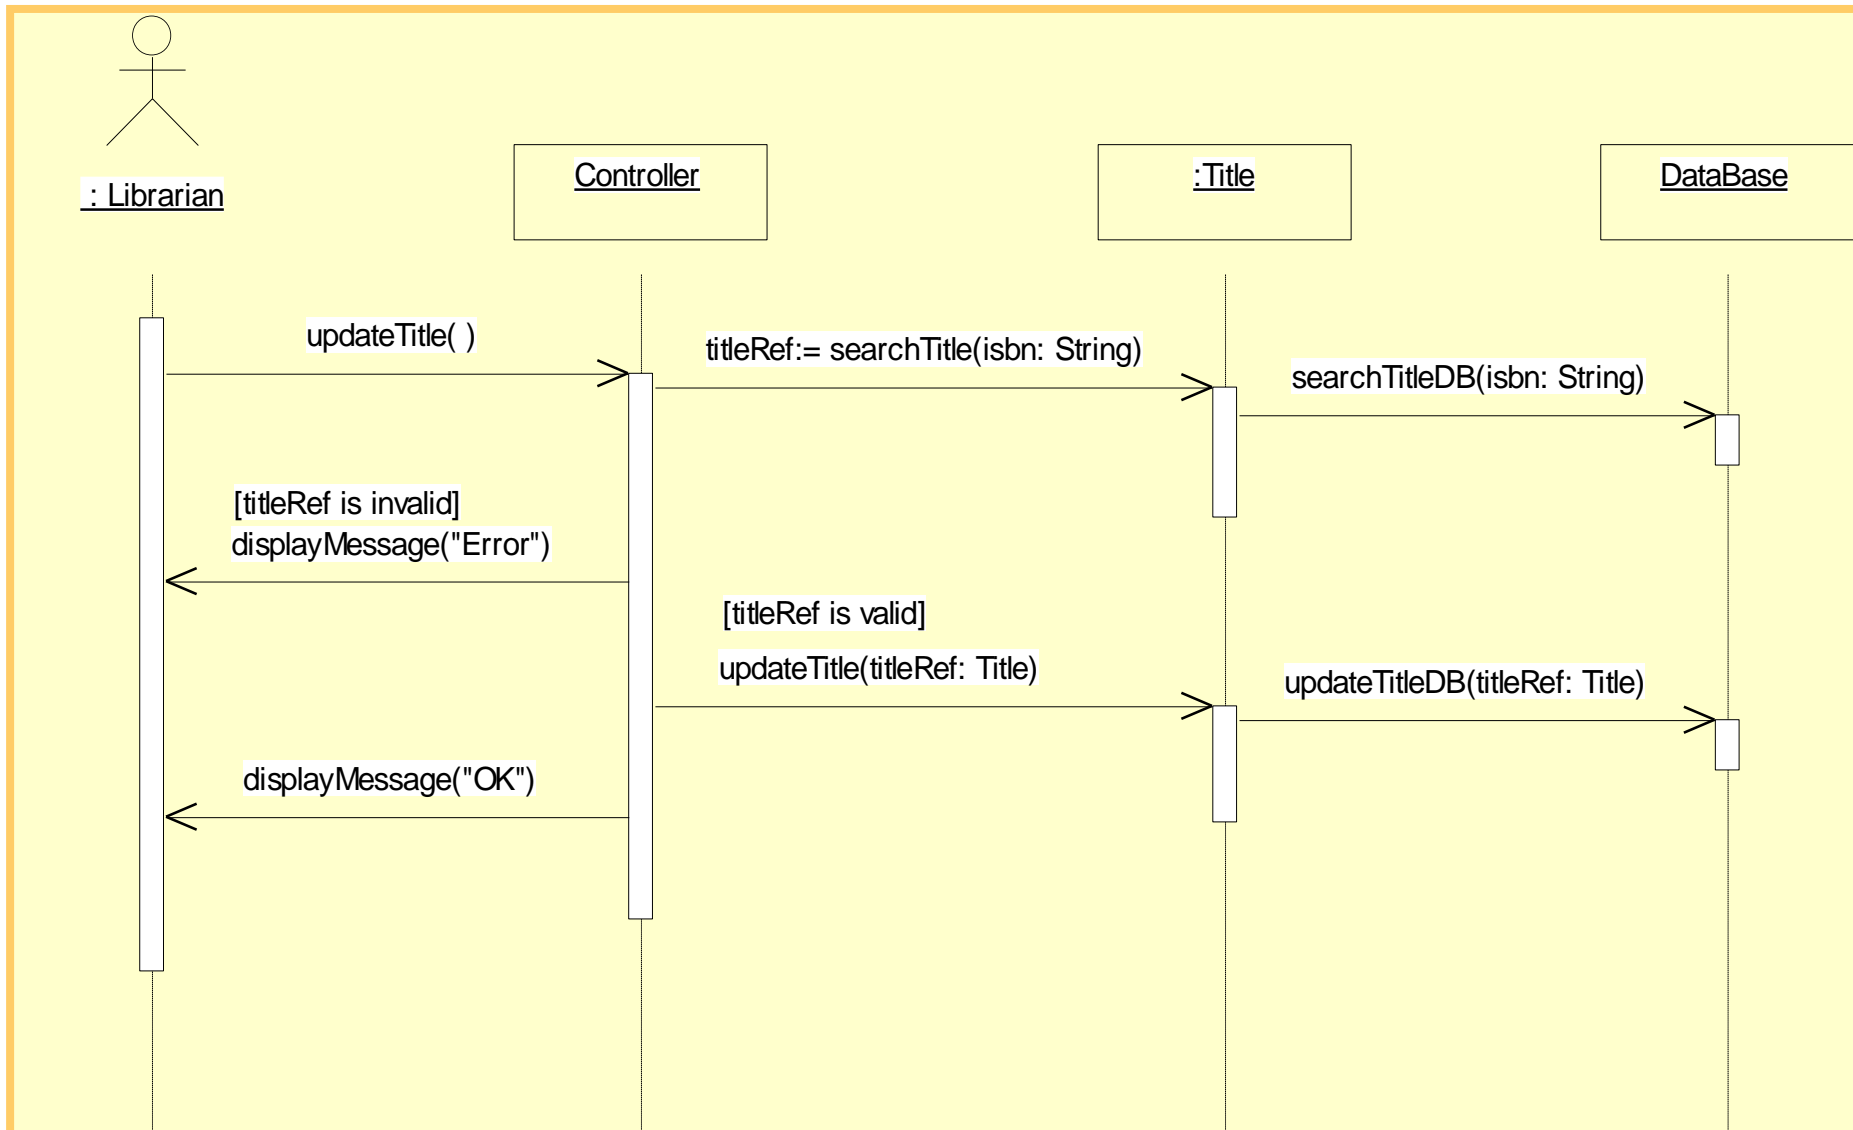 : Librarian
Controller
:Title
DataBase
updateTitle( )
titleRef:= searchTitle(isbn: String)
searchTitleDB(isbn: String)
[titleRef is invalid]
displayMessage("Error")
[titleRef is valid]
updateTitle(titleRef: Title)
updateTitleDB(titleRef: Title)
displayMessage("OK")